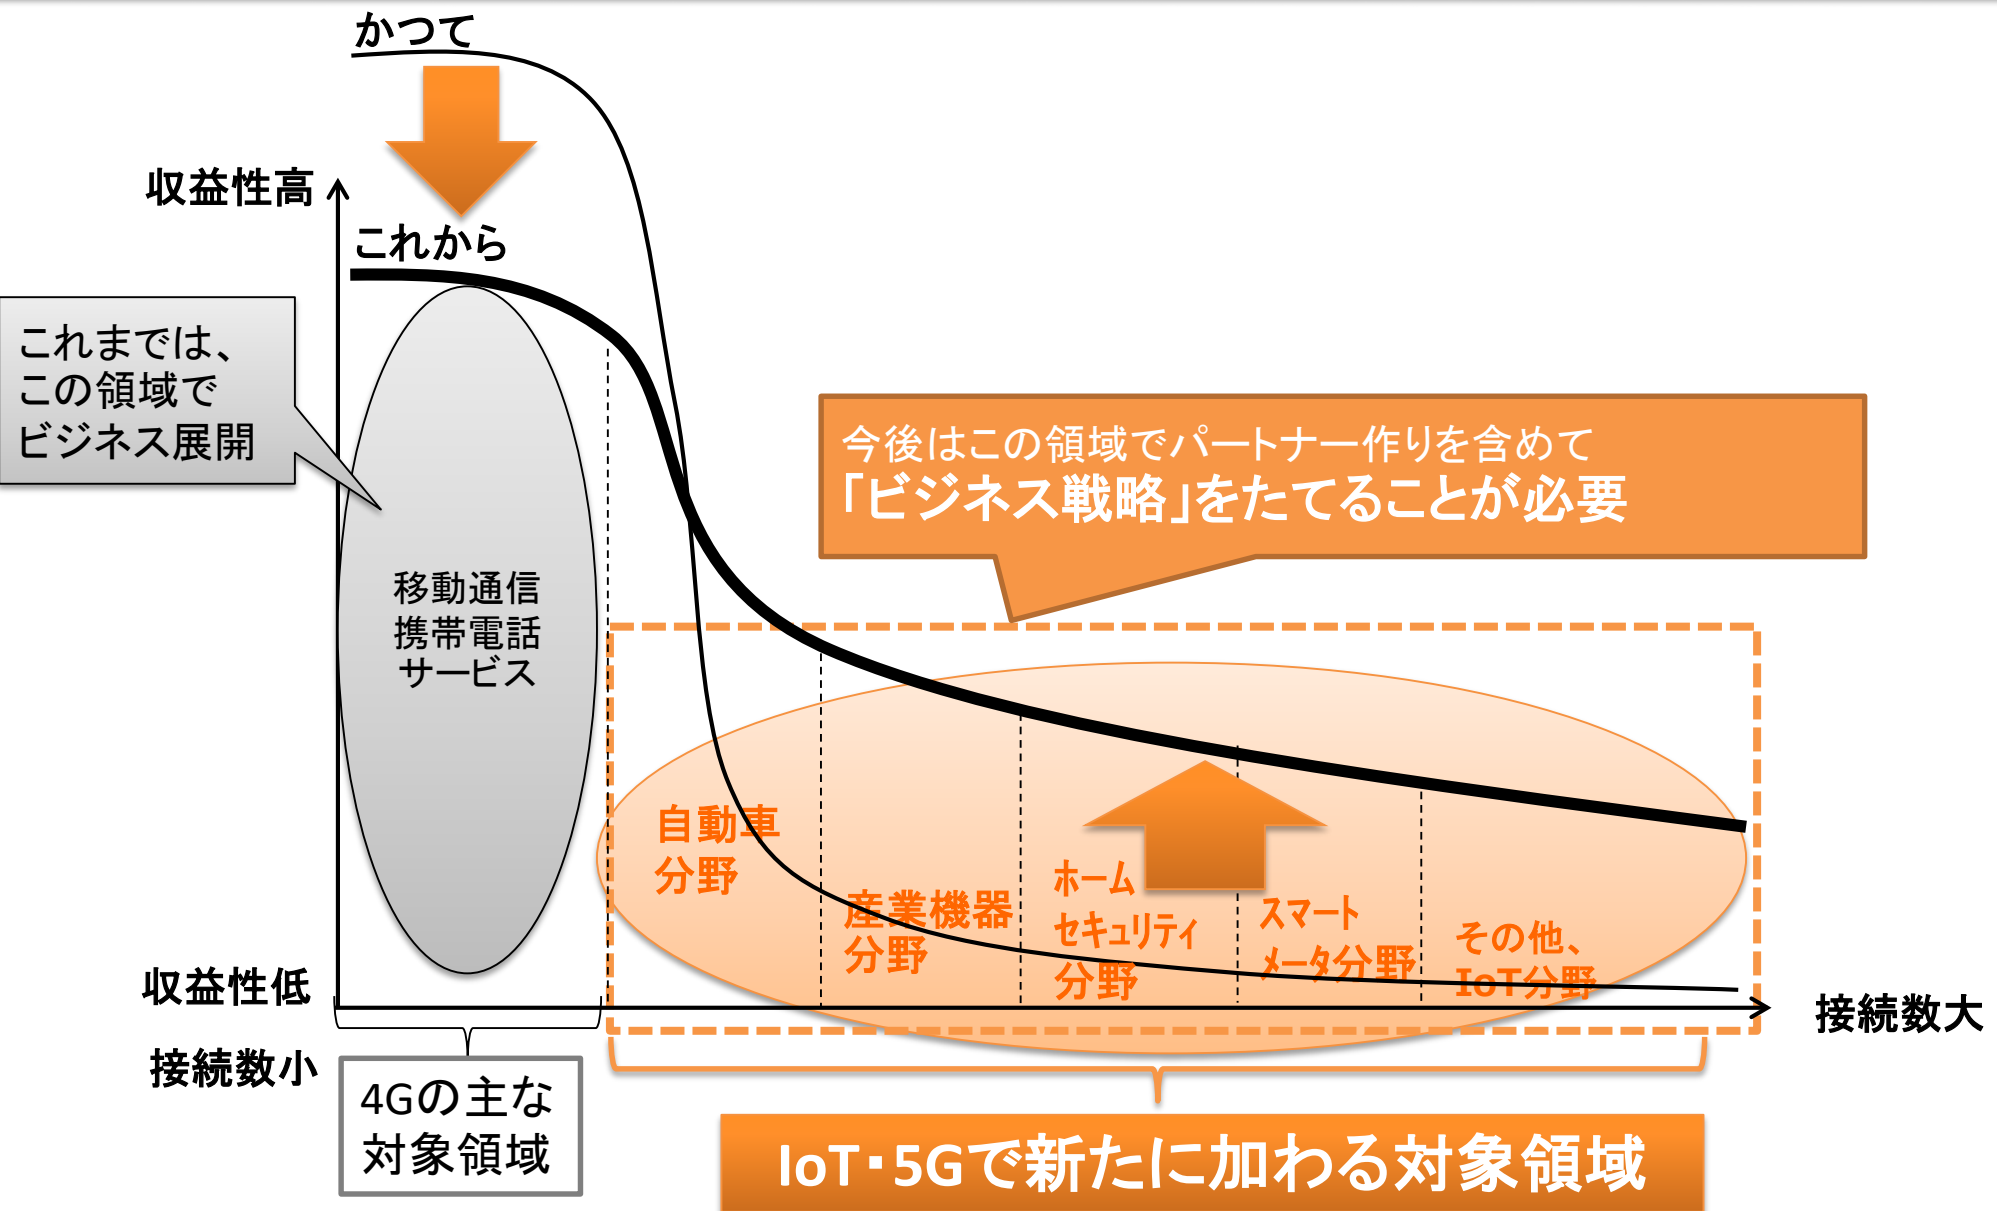 かつて
収益性高
これから
これまでは、
この領域で
ビジネス展開
今後はこの領域でパートナー作りを含めて
「ビジネス戦略」をたてることが必要
移動通信
携帯電話
サービス
自動車
分野
産業機器
分野
ホーム
セキュリティ
分野
スマート
メータ分野
その他、
IoT分野
収益性低
接続数大
接続数小
4Gの主な
対象領域
IoT・5Gで新たに加わる対象領域